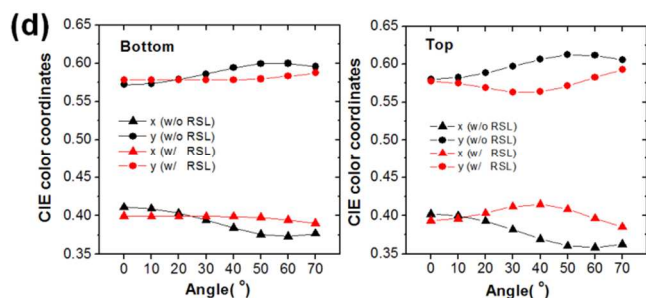 (d)
Bottom
CIE color coordinates
0.65
0.60
0.55
0.50
0.45
0.40
0.35
x (w/o RSL)
y (w/o RSL)
x (w/ RSL)
y (w/ RSL)
0 10 20 30 40 50 60 70
Angle( °)
Top
CIE color coordinates
0.65
0.60
0.55
0.50
0.45
0.40
0.35
x (w/o RSL)
y (w/o RSL)
x (w/ RSL)
y (w/ RSL)
0 10 20 30 40 50 60 70
Angle( °)